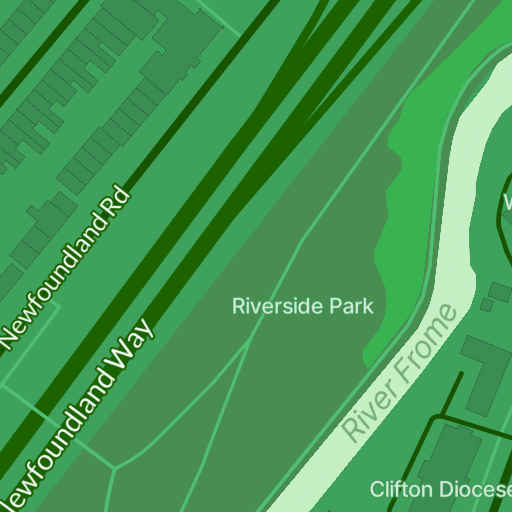 Newfoundland Rd
Newfoundland Way
Riverside Park
River Frome
Clifton Diocese
W